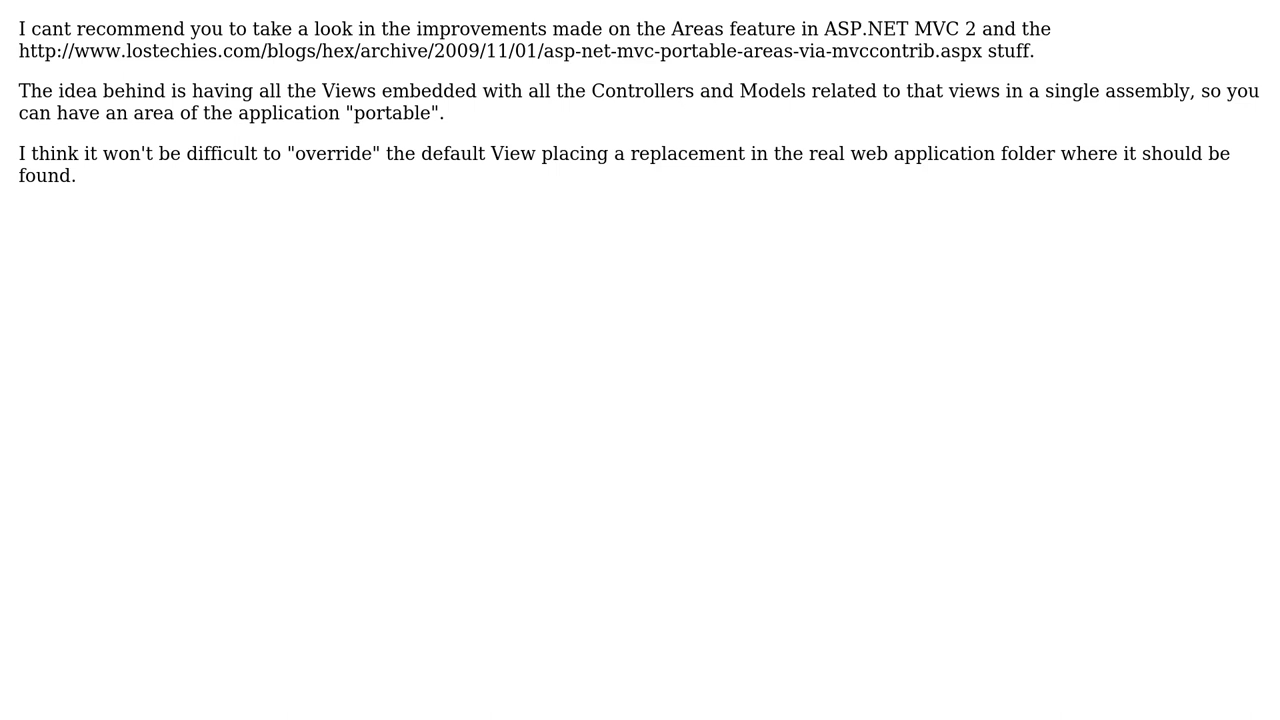 I cant recommend you to take a look in the improvements made on the Areas feature in ASP.NET MVC 2 and the
http://www.lostechies.com/blogs/hex/archive/2009/11/01/asp-net-mvc-portable-areas-via-mvccontrib.aspx stuff.
The idea behind is having all the Views embedded with all the Controllers and Models related to that views in a single assembly, so you
can have an area of the application "portable".
I think it won't be difficult to "override" the default View placing a replacement in the real web application folder where it should be
found.